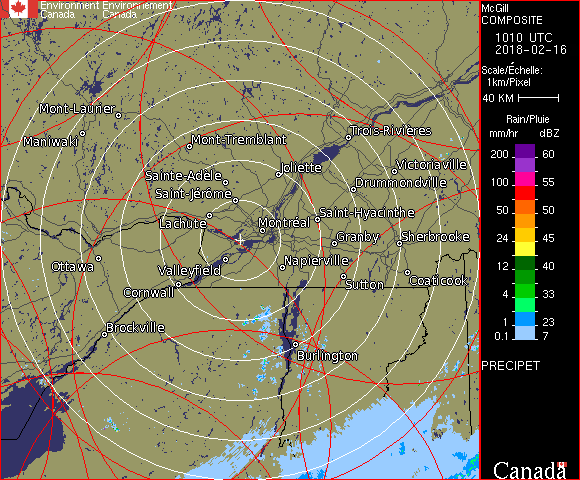 Environment Environnement
Canada Canada
McGill
COMPOSITE
1010 UTC
2018-02-16
Scale/Échelle:
1km/Pixel
40 KM
Rain/Pluie
mm/hr dBZ
200 60
100 55
50 50
24 45
12 40
4 33
1 23
0.1 7
PRECIPET
Canada
Mont-Laurier
Maniwaki
Mont-Tremblant
Trois-Rivières
Sainte-Adèle
Joliette
Victoriaville
Saint-Jérôme
Drummondville
Lachute
Montréal
Saint-Hyacinthe
Granby
Sherbrooke
Ottawa
Valleyfield
Napierville
Cornwall
Sutton
Coaticook
Brockville
Burlington